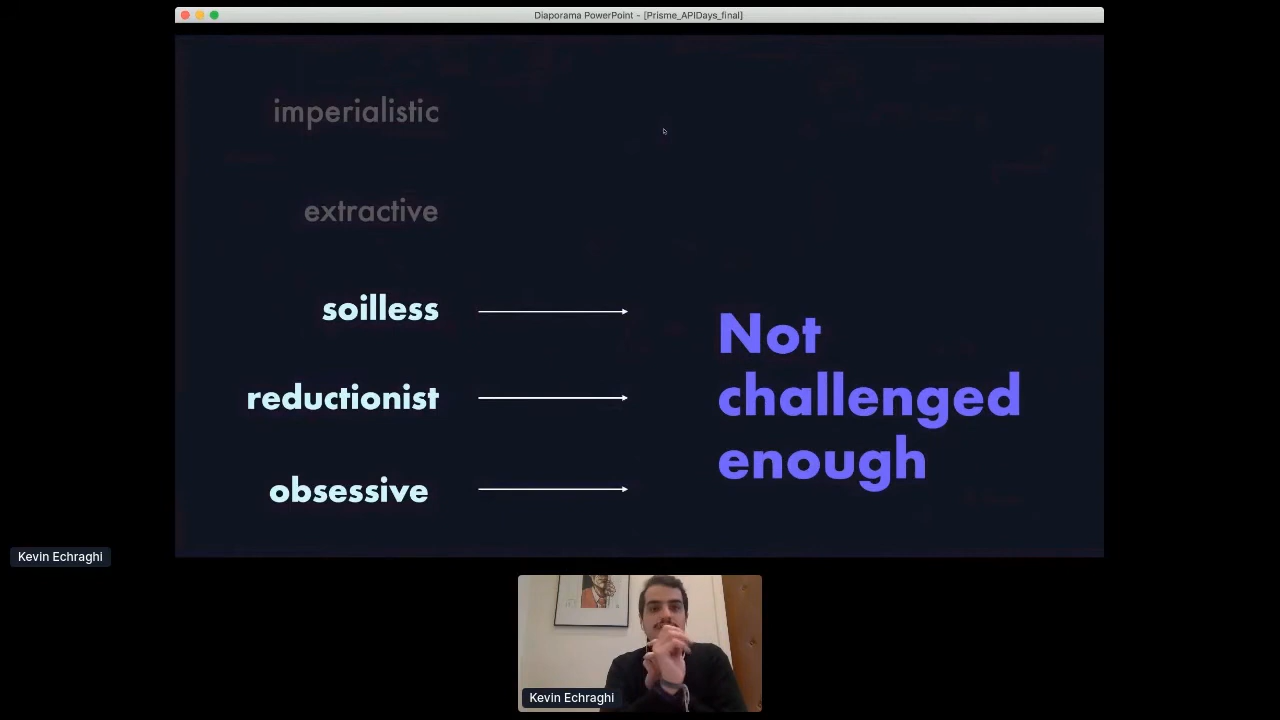 Diaporama PowerPoint - [Prisme_APIDays_final]
imperialistic
extractive
soilless
reductionist
obsessive
Not
challenged
enough
Kevin Echraghi
Kevin Echraghi